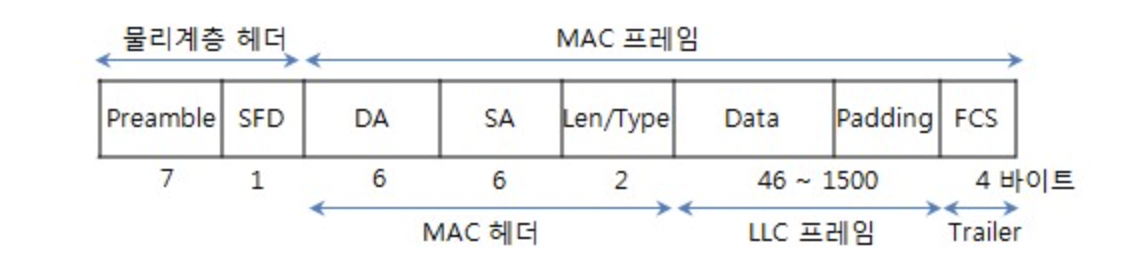 물리계층 헤더 MAC 프레임
Preamble SFD DA SA Len/Type Data Padding FCS
7 1 6 6 2 46 ~ 1500 4 바이트
MAC 헤더 LLC 프레임 Trailer